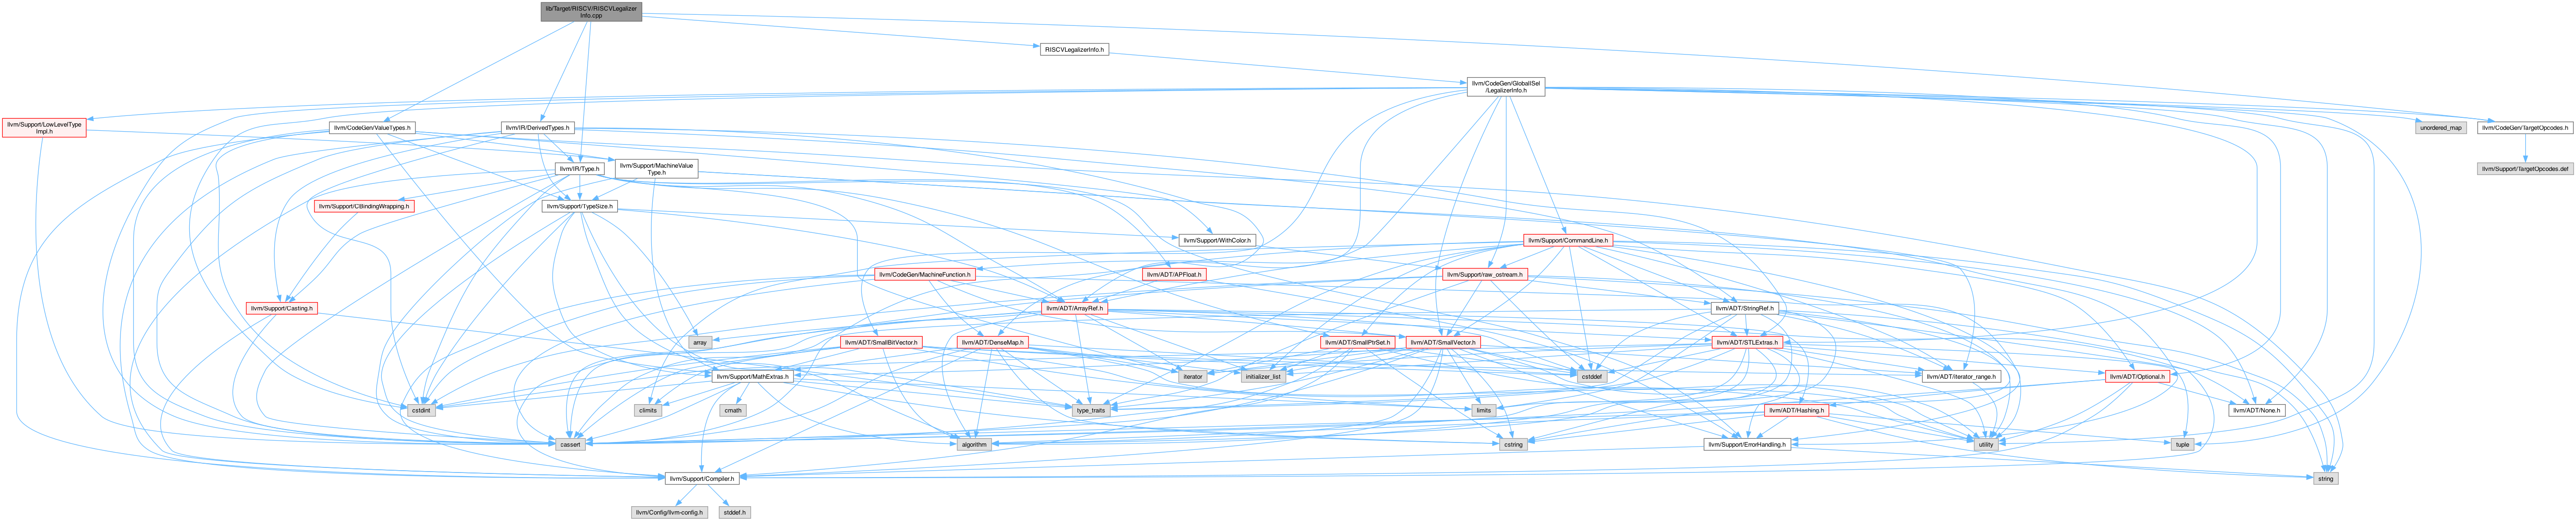 lib/Target/RISCV/RISCVLegalizer
Info.cpp
RISCVLegalizerInfo.h
llvm/CodeGen/GlobalISel
/LegalizerInfo.h
llvm/Support/LowLevelType
Impl.h
llvm/CodeGen/ValueTypes.h
llvm/IR/DerivedTypes.h
unordered_map
llvm/CodeGen/TargetOpcodes.h
llvm/IR/Type.h
llvm/Support/MachineValue
Type.h
llvm/Support/TargetOpcodes.def
llvm/Support/CBindingWrapping.h
llvm/Support/TypeSize.h
llvm/Support/WithColor.h
llvm/Support/CommandLine.h
llvm/CodeGen/MachineFunction.h
llvm/ADT/APFloat.h
llvm/Support/raw_ostream.h
llvm/Support/Casting.h
llvm/ADT/ArrayRef.h
llvm/ADT/StringRef.h
array
llvm/ADT/SmallBitVector.h
llvm/ADT/DenseMap.h
llvm/ADT/SmallPtrSet.h
llvm/ADT/SmallVector.h
llvm/ADT/STLExtras.h
llvm/Support/MathExtras.h
iterator
initializer_list
cstddef
llvm/ADT/iterator_range.h
llvm/ADT/Optional.h
cstdint
climits
cmath
type_traits
limits
llvm/ADT/Hashing.h
llvm/ADT/None.h
cassert
algorithm
cstring
llvm/Support/ErrorHandling.h
utility
tuple
llvm/Support/Compiler.h
string
llvm/Config/llvm-config.h
stddef.h